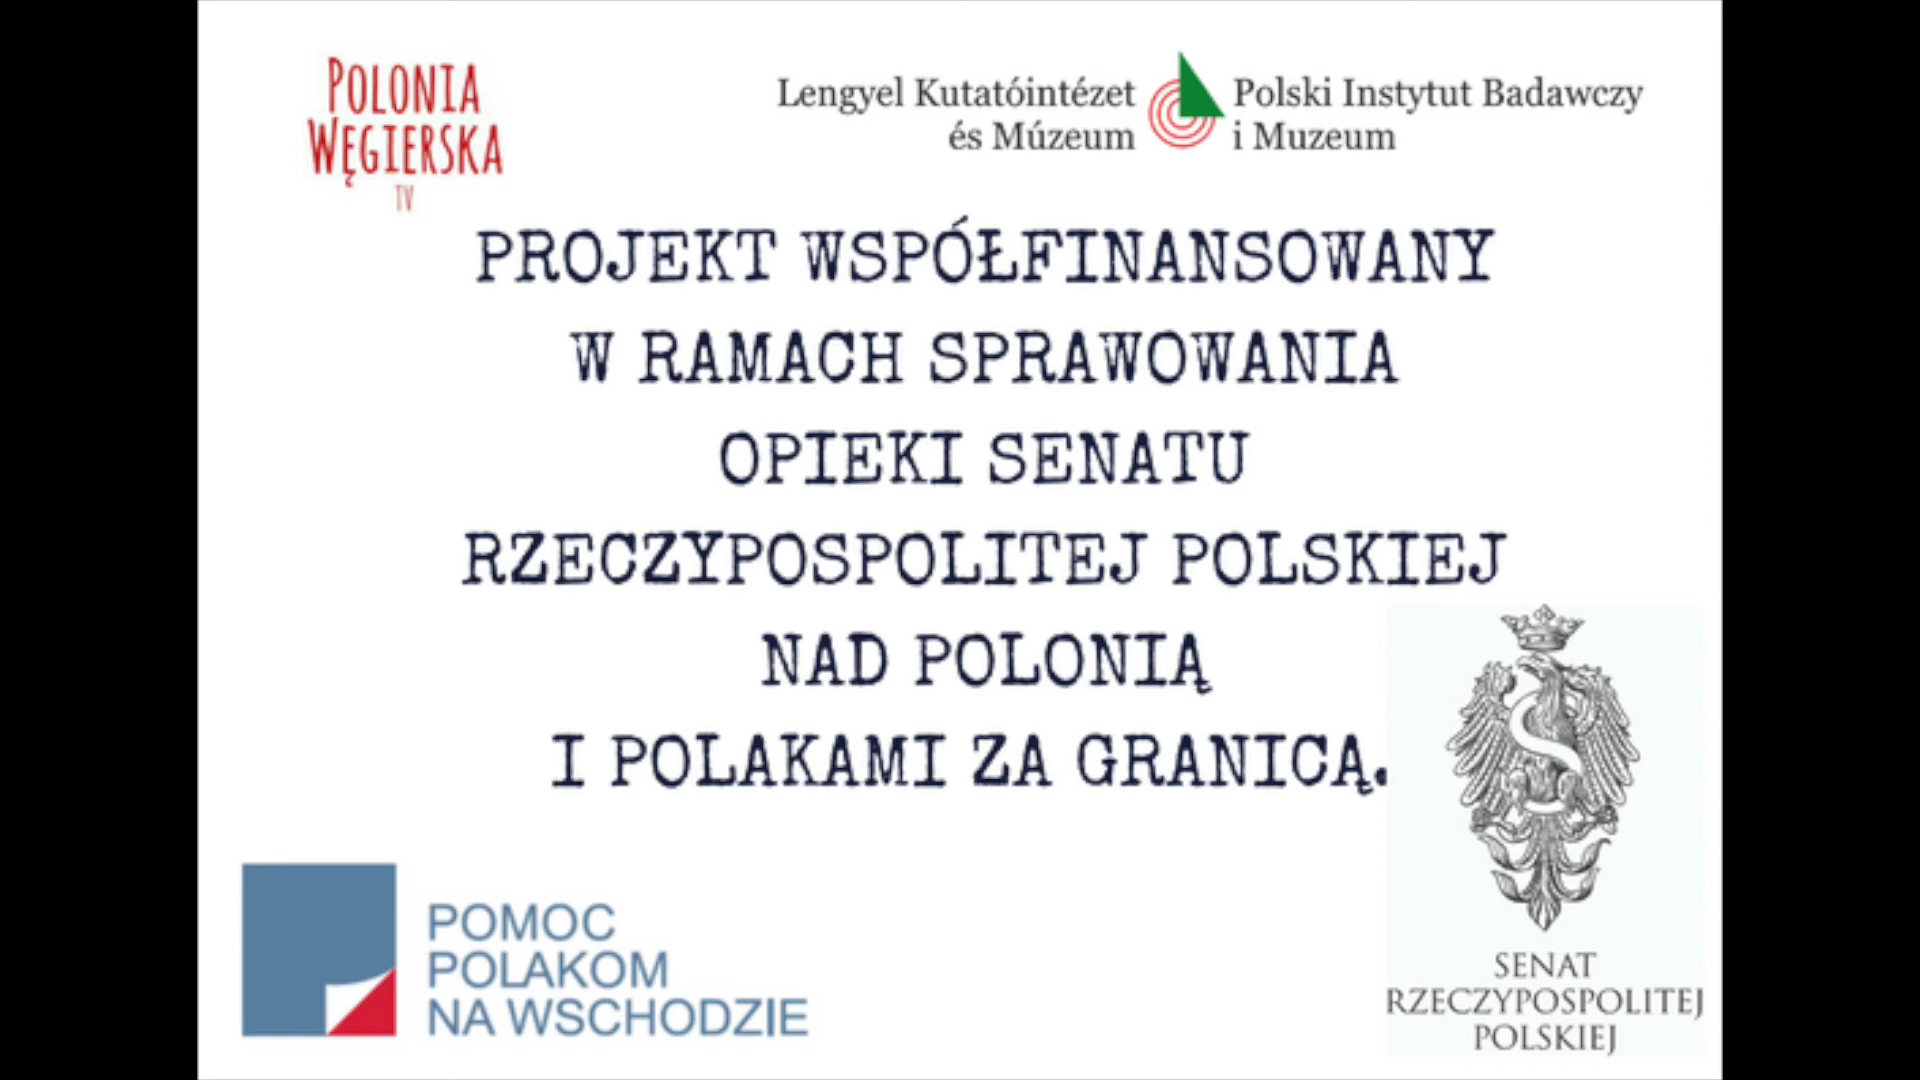 POLONIA
WĘGIERSKA
TV
Lengyel Kutatóintézet
és Múzeum
Polski Instytut Badawczy
i Muzeum
PROJEKT WSPÓŁFINANSOWANY
W RAMACH SPRAWOWANIA
OPIEKI SENATU
RZECZYPOSPOLITEJ POLSKIEJ
NAD POLONIĄ
I POLAKAMI ZA GRANICĄ.
POMOC
POLAKOM
NA WSCHODZIE
SENAT
RZECZYPOSPOLITEJ
POLSKIEJ